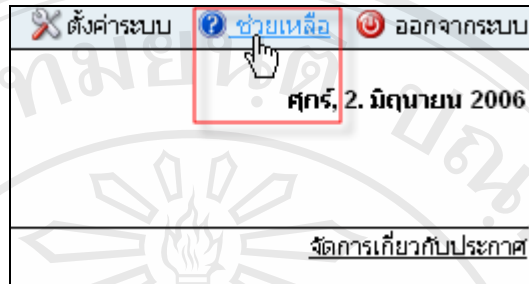 ตั้งค่าระบบ ช่วยเหลือ ออกจากระบบ
ศุกร์, 2. มิถุนายน 2006,
จัดการเกี่ยวกับประกาศ